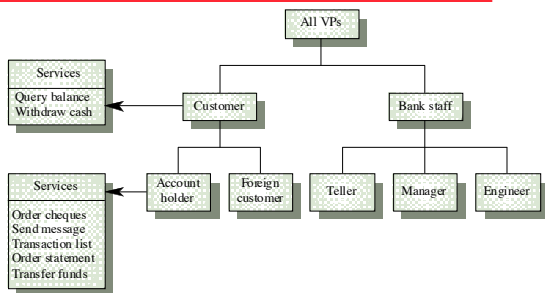 All VPs
Services
Query balance
Withdraw cash
Customer
Bank staff
Services
Order cheques
Send message
Transaction list
Order statement
Transfer funds
Account
holder
Foreign
customer
Teller
Manager
Engineer